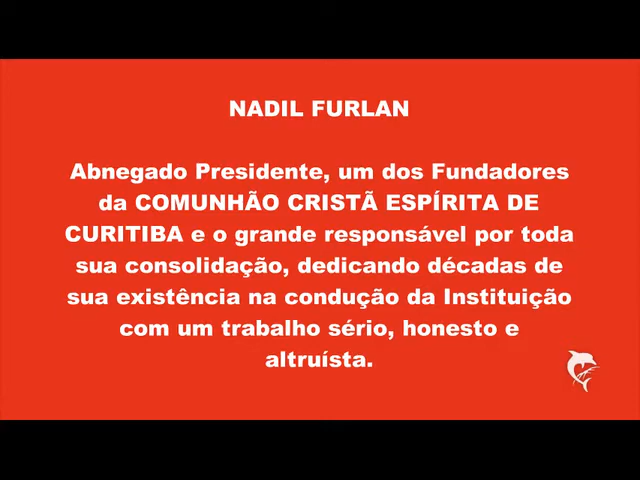 NADIL FURLAN
Abnegado Presidente, um dos Fundadores
da COMUNHÃO CRISTÃ ESPÍRITA DE
CURITIBA e o grande responsável por toda
sua consolidação, dedicando décadas de
sua existência na condução da Instituição
com um trabalho sério, honesto e
altruísta.